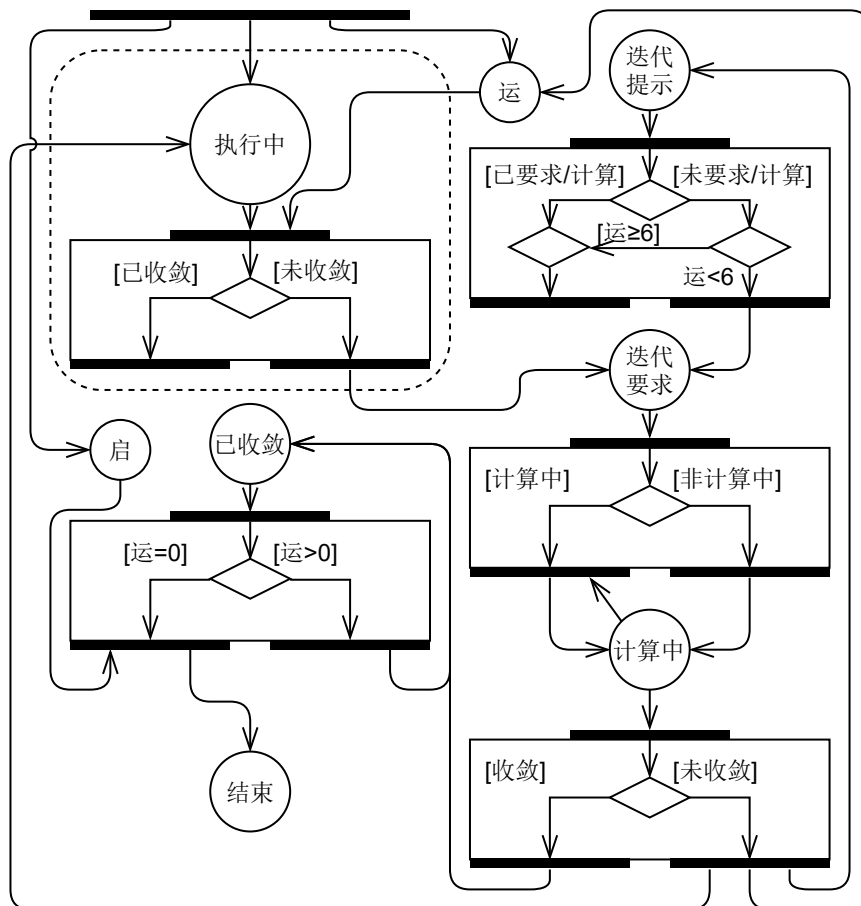 运
迭代
提示
执行中
[已要求/计算]
[未要求/计算]
[运≥6]
运<6
[已收敛]
[未收敛]
迭代
要求
启
已收敛
[计算中]
[非计算中]
[运=0]
[运>0]
计算中
结束
[收敛]
[未收敛]